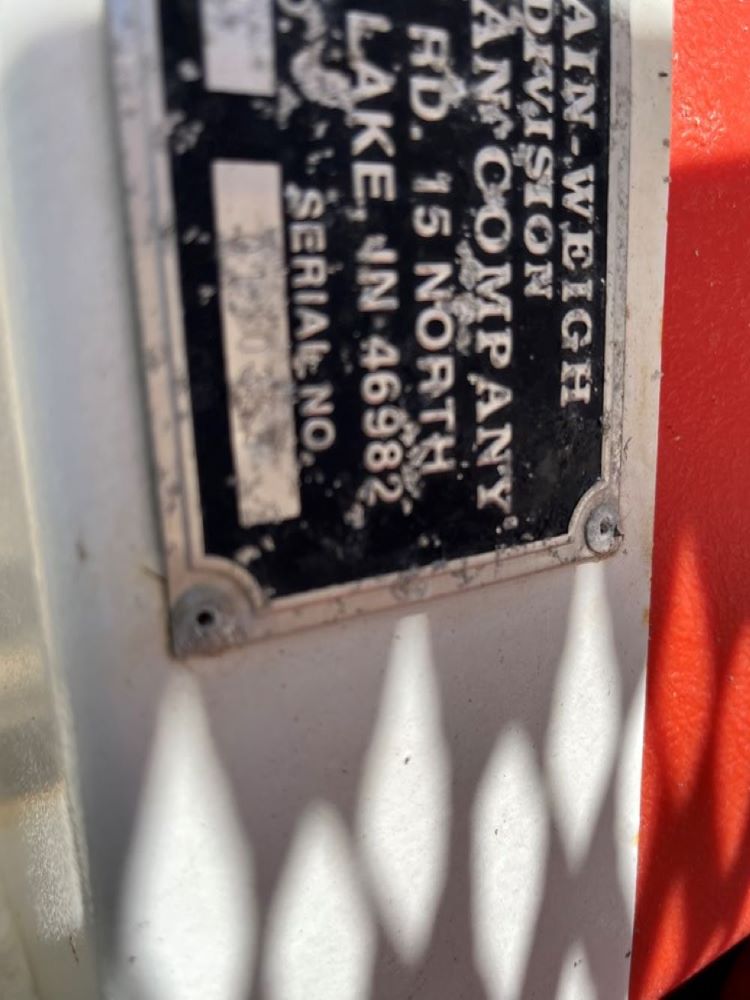 AIN-WEIGH
DIVISION
AN COMPANY
RD. 15 NORTH
LAKE, IN 46982
SERIAL NO.